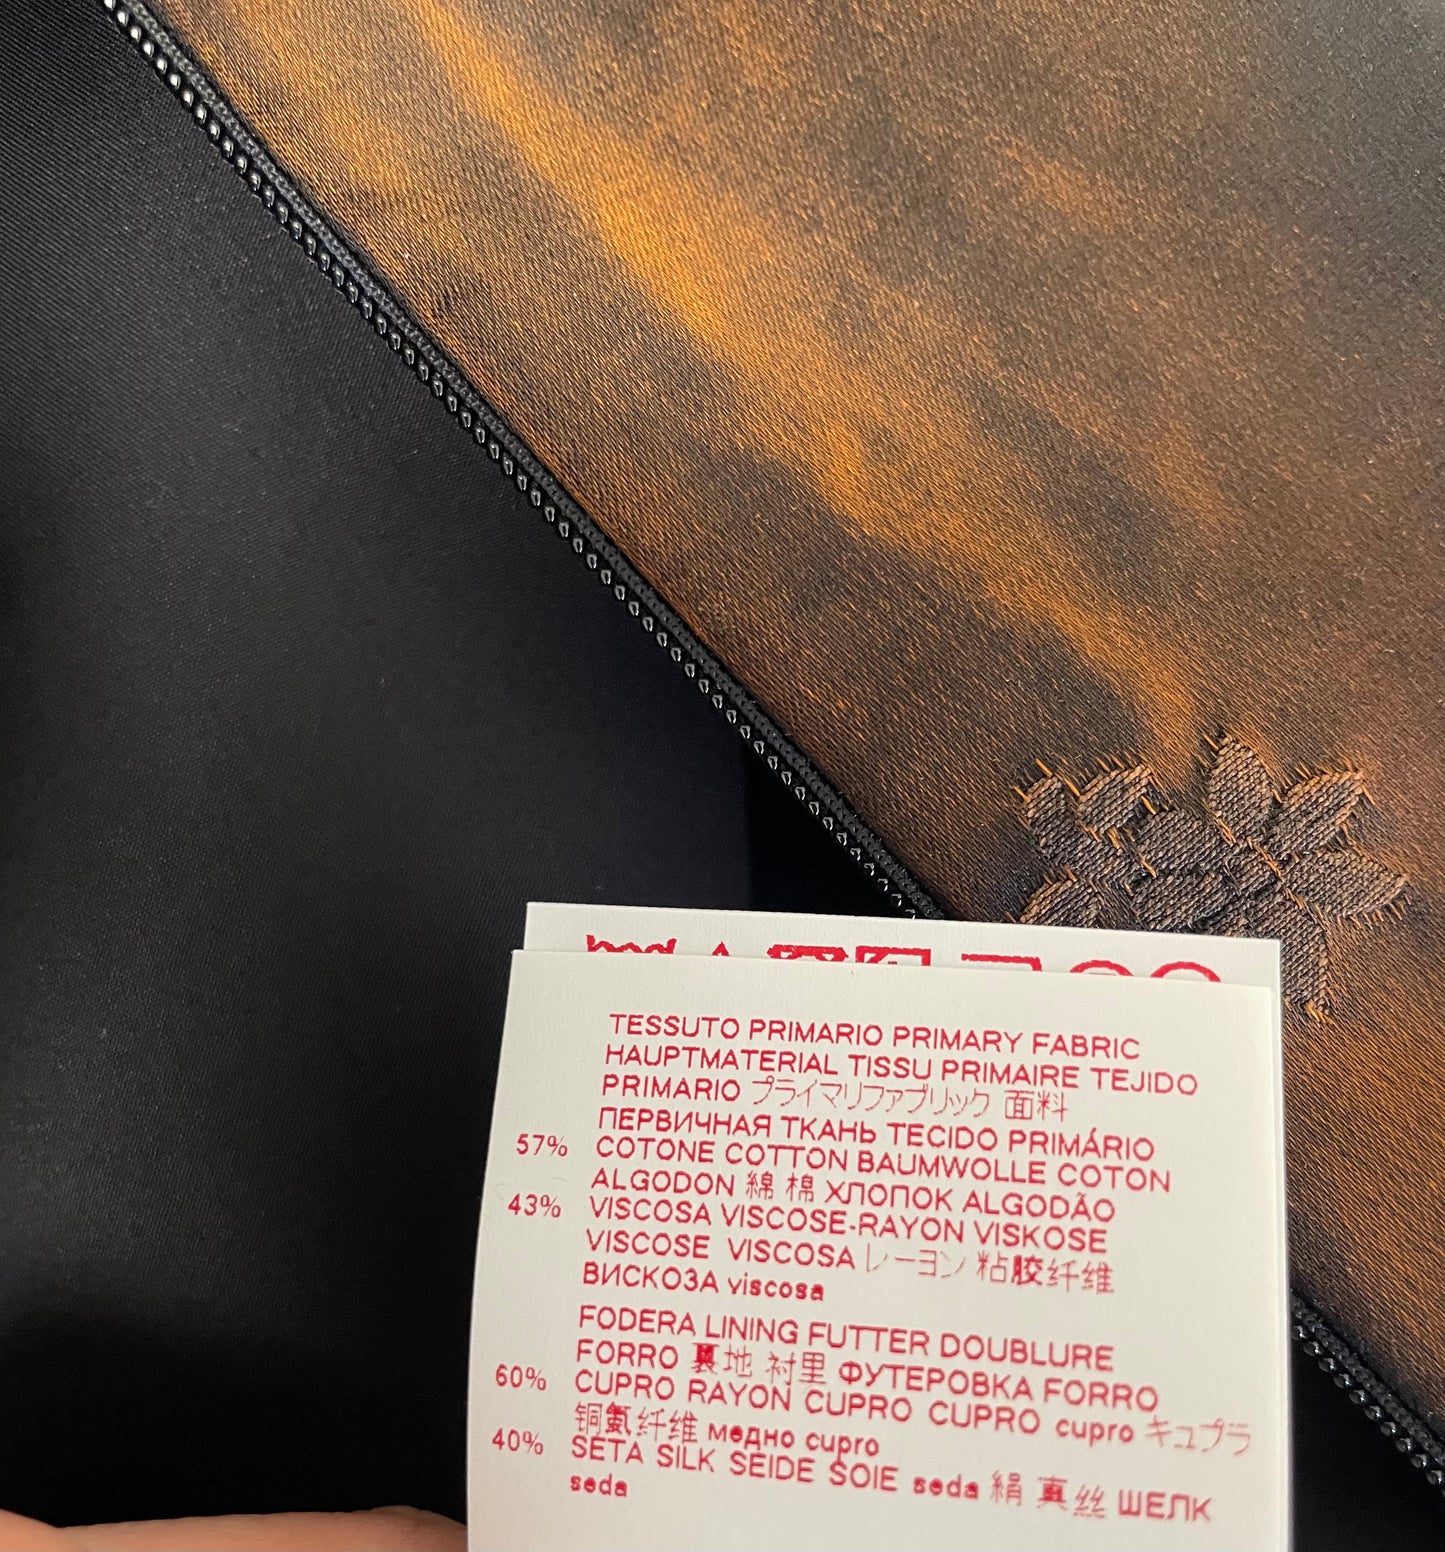 TESSUTO PRIMARIO PRIMARY FABRIC
HAUPTMATERIAL TISSU PRIMAIRE TEJIDO
PRIMARIO プライマリファブリック 面料
ПЕРВИЧНАЯ ТКАНЬ TECIDO PRIMÁRIO
57% COTONE COTTON BAUMWOLLE COTON
ALGODON 綿 棉 ХЛОПОК ALGODÃO
43% VISCOSA VISCOSE-RAYON VISKOSE
VISCOSE VISCOSA レーヨン 粘胶纤维
ВИСКОЗА viscosa
FODERA LINING FUTTER DOUBLURE
FORRO 裏地 衬里 ФУТЕРОВКА FORRO
60% CUPRO RAYON CUPRO CUPRO cupro キュプラ
铜氨纤维 медно cupro
40% SETA SILK SEIDE SOIE seda 絹 真丝 ШЕЛК
seda